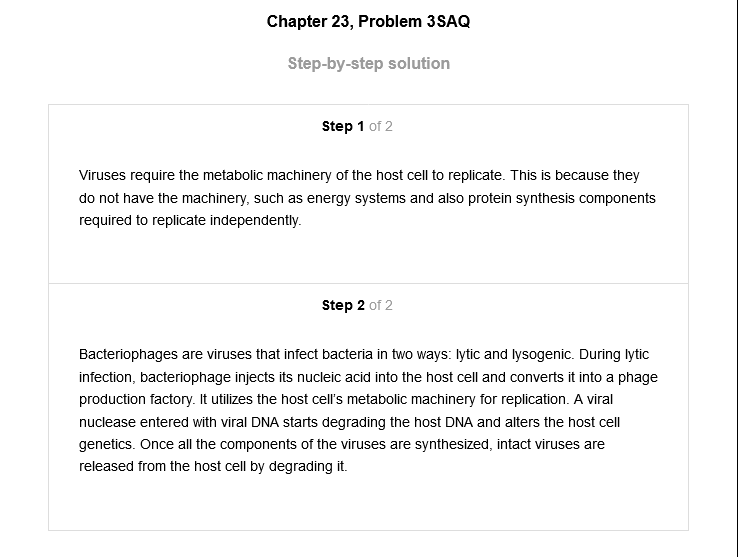 Chapter 23, Problem 3SAQ
Step-by-step solution
Step 1 of 2
Viruses require the metabolic machinery of the host cell to replicate. This is because they
do not have the machinery, such as energy systems and also protein synthesis components
required to replicate independently.
Step 2 of 2
Bacteriophages are viruses that infect bacteria in two ways: lytic and lysogenic. During lytic
infection, bacteriophage injects its nucleic acid into the host cell and converts it into a phage
production factory. It utilizes the host cell’s metabolic machinery for replication. A viral
nuclease entered with viral DNA starts degrading the host DNA and alters the host cell
genetics. Once all the components of the viruses are synthesized, intact viruses are
released from the host cell by degrading it.